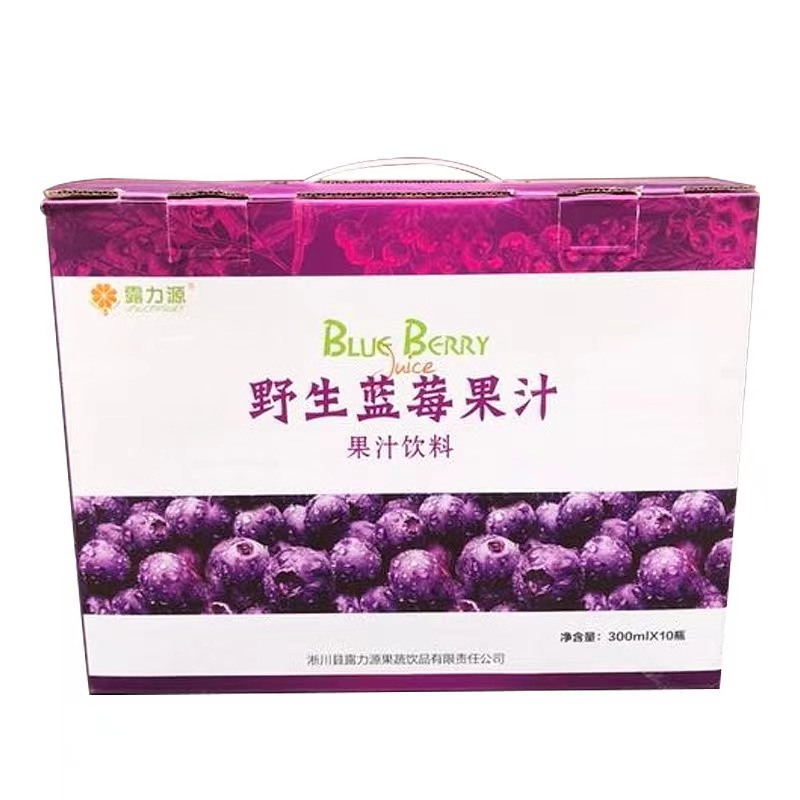 露力源®
BLUE BERRY
Juice
野生蓝莓果汁
果汁饮料
净含量：300mlX10瓶
淅川县露力源果蔬饮品有限责任公司